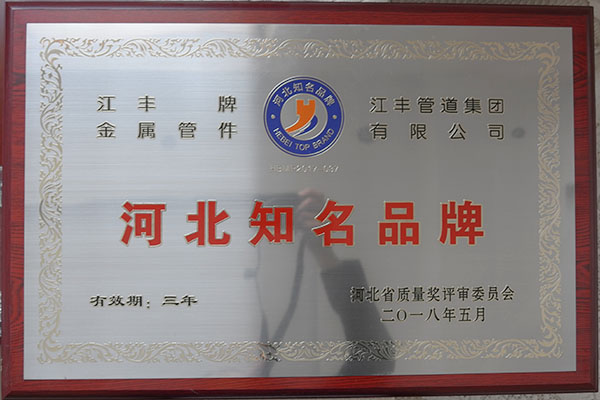 江丰牌
金属管件
河北知名品牌
HEBEI TOP BRAND
江丰管道集团
有限公司
河北知名品牌
有效期：三年
河北省质量奖评审委员会
二〇一八年五月